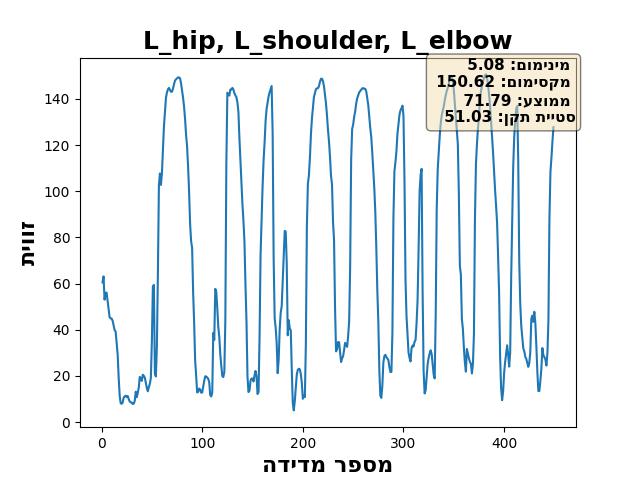 L_hip, L_shoulder, L_elbow
מינימום: 5.08
מקסימום: 150.62
ממוצע: 71.79
סטיית תקן: 51.03
זווית
140
120
100
80
60
40
20
0
0 100 200 300 400
מספר מדידה